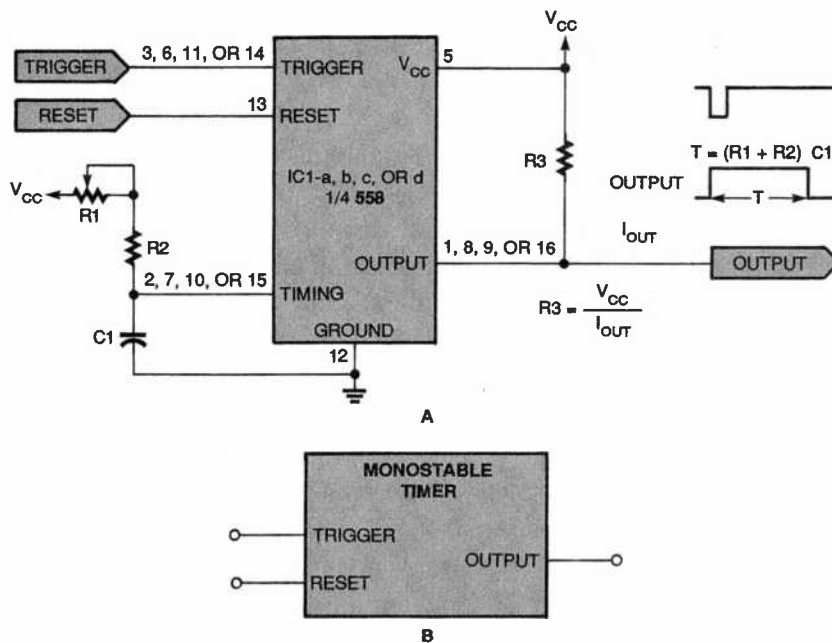 V_CC
3, 6, 11, OR 14
TRIGGER
TRIGGER
V_CC
5
RESET
13
RESET
R3
T = (R1 + R2) C1
IC1-a, b, c, OR d
1/4 558
V_CC
R1
OUTPUT
T
R2
I_OUT
OUTPUT
1, 8, 9, OR 16
OUTPUT
2, 7, 10, OR 15
TIMING
R3 = V_CC / I_OUT
C1
GROUND
12
A
MONOSTABLE
TIMER
TRIGGER
OUTPUT
RESET
B